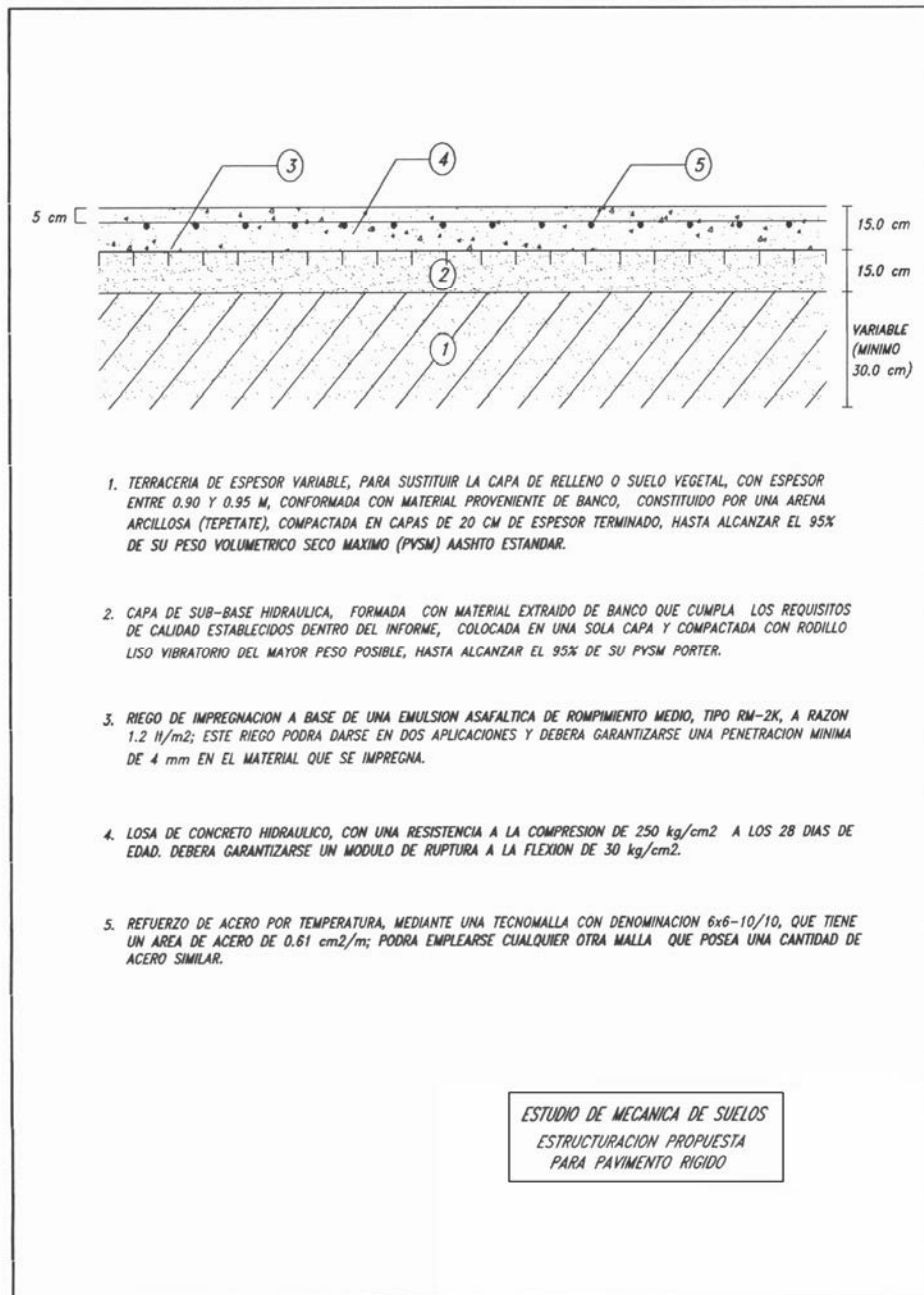 3
4
5
5 cm
15.0 cm
2
15.0 cm
1
VARIABLE
(MINIMO
30.0 cm)
1. TERRACERIA DE ESPESOR VARIABLE, PARA SUSTITUIR LA CAPA DE RELLENO O SUELO VEGETAL, CON ESPESOR
ENTRE 0.90 Y 0.95 M, CONFORMADA CON MATERIAL PROVENIENTE DE BANCO, CONSTITUIDO POR UNA ARENA
ARCILLOSA (TEPETATE), COMPACTADA EN CAPAS DE 20 CM DE ESPESOR TERMINADO, HASTA ALCANZAR EL 95%
DE SU PESO VOLUMETRICO SECO MAXIMO (PVSM) AASHTO ESTANDAR.
2. CAPA DE SUB-BASE HIDRAULICA, FORMADA CON MATERIAL EXTRAIDO DE BANCO QUE CUMPLA LOS REQUISITOS
DE CALIDAD ESTABLECIDOS DENTRO DEL INFORME, COLOCADA EN UNA SOLA CAPA Y COMPACTADA CON RODILLO
LISO VIBRATORIO DEL MAYOR PESO POSIBLE, HASTA ALCANZAR EL 95% DE SU PVSM PORTER.
3. RIEGO DE IMPREGNACION A BASE DE UNA EMULSION ASAFALTICA DE ROMPIMIENTO MEDIO, TIPO RM-2K, A RAZON
1.2 lt/m2; ESTE RIEGO PODRA DARSE EN DOS APLICACIONES Y DEBERA GARANTIZARSE UNA PENETRACION MINIMA
DE 4 mm EN EL MATERIAL QUE SE IMPREGNA.
4. LOSA DE CONCRETO HIDRAULICO, CON UNA RESISTENCIA A LA COMPRESION DE 250 kg/cm2 A LOS 28 DIAS DE
EDAD. DEBERA GARANTIZARSE UN MODULO DE RUPTURA A LA FLEXION DE 30 kg/cm2.
5. REFUERZO DE ACERO POR TEMPERATURA, MEDIANTE UNA TECNOMALLA CON DENOMINACION 6x6-10/10, QUE TIENE
UN AREA DE ACERO DE 0.61 cm2/m; PODRA EMPLEARSE CUALQUIER OTRA MALLA QUE POSEA UNA CANTIDAD DE
ACERO SIMILAR.
ESTUDIO DE MECANICA DE SUELOS
ESTRUCTURACION PROPUESTA
PARA PAVIMENTO RIGIDO